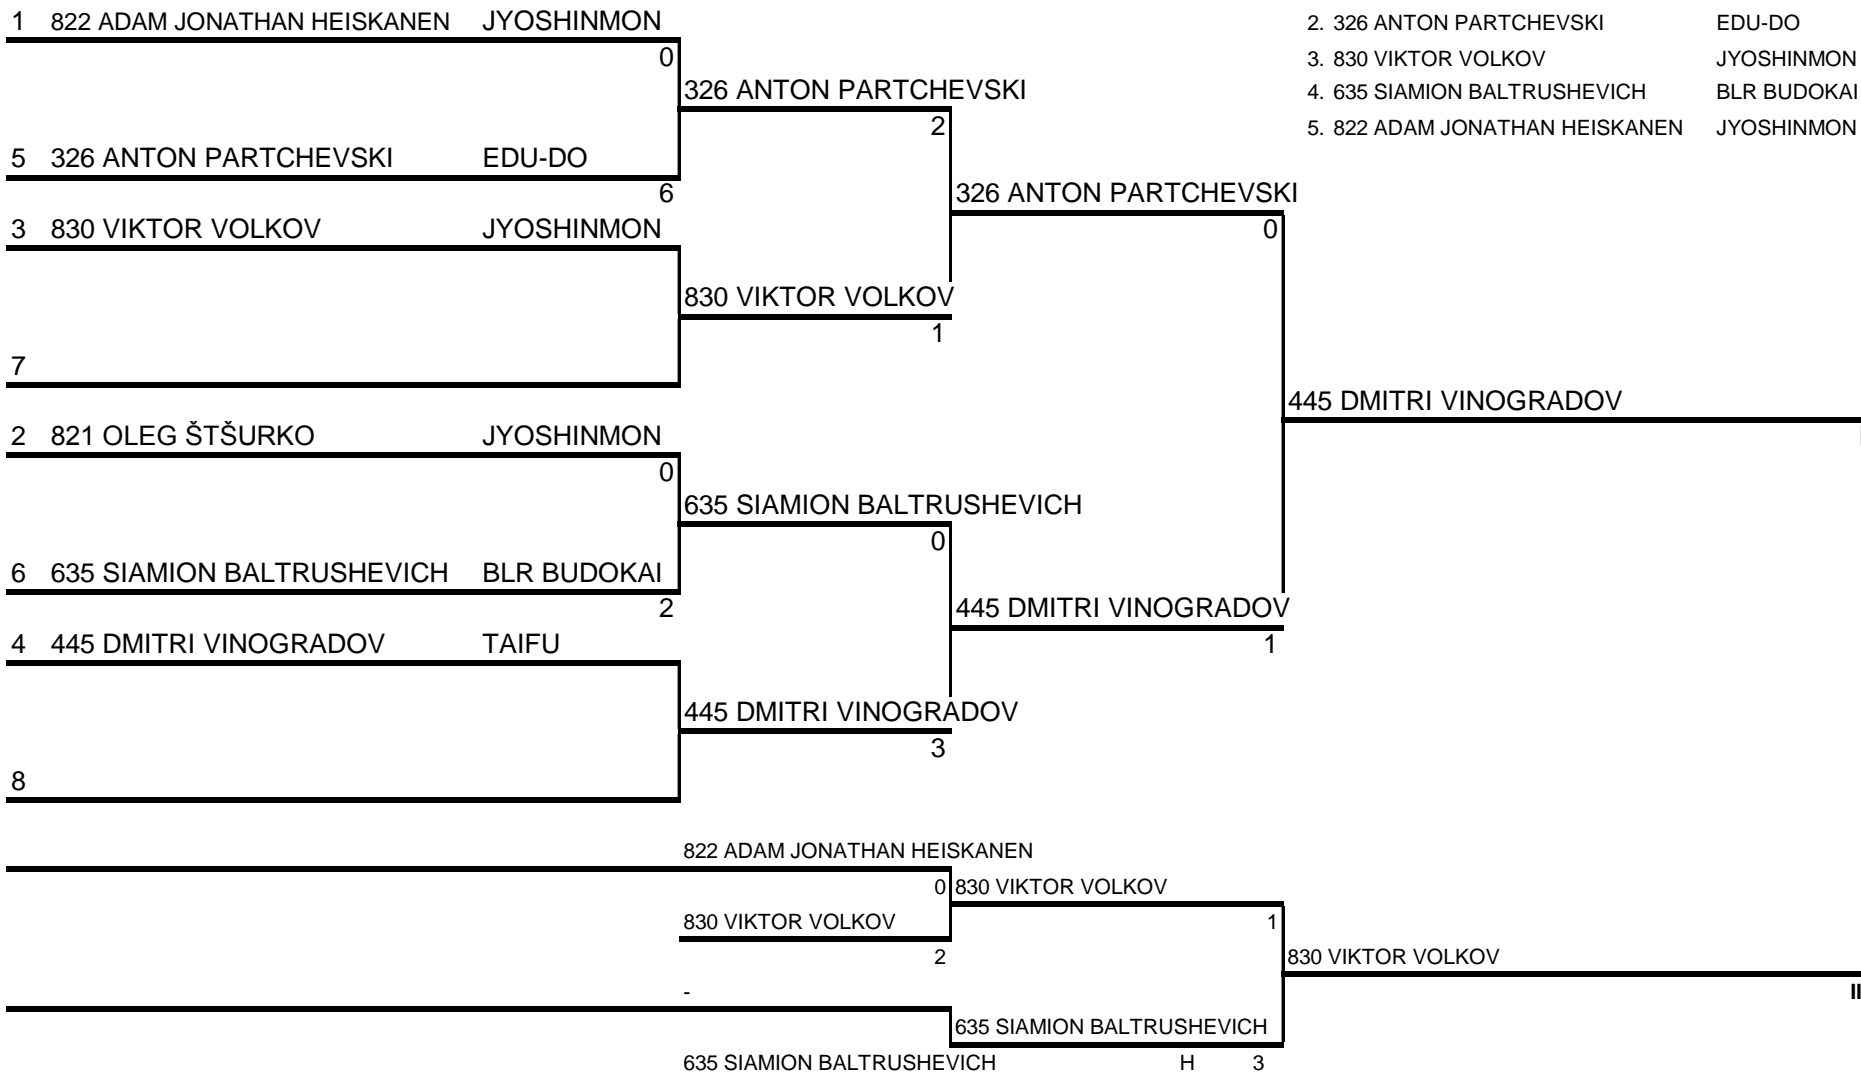 1 822 ADAM JONATHAN HEISKANEN JYOSHINMON
2. 326 ANTON PARTCHEVSKI EDU-DO
0
3. 830 VIKTOR VOLKOV JYOSHINMON
326 ANTON PARTCHEVSKI
4. 635 SIAMION BALTRUSHEVICH BLR BUDOKAI
2
5. 822 ADAM JONATHAN HEISKANEN JYOSHINMON
5 326 ANTON PARTCHEVSKI EDU-DO
6
326 ANTON PARTCHEVSKI
3 830 VIKTOR VOLKOV JYOSHINMON
0
830 VIKTOR VOLKOV
1
7
445 DMITRI VINOGRADOV
2 821 OLEG ŠTŠURKO JYOSHINMON
0
635 SIAMION BALTRUSHEVICH
0
6 635 SIAMION BALTRUSHEVICH BLR BUDOKAI
2
445 DMITRI VINOGRADOV
4 445 DMITRI VINOGRADOV TAIFU
1
445 DMITRI VINOGRADOV
3
8
822 ADAM JONATHAN HEISKANEN
0 830 VIKTOR VOLKOV
830 VIKTOR VOLKOV
1
2
830 VIKTOR VOLKOV
-
II
635 SIAMION BALTRUSHEVICH
635 SIAMION BALTRUSHEVICH H 3